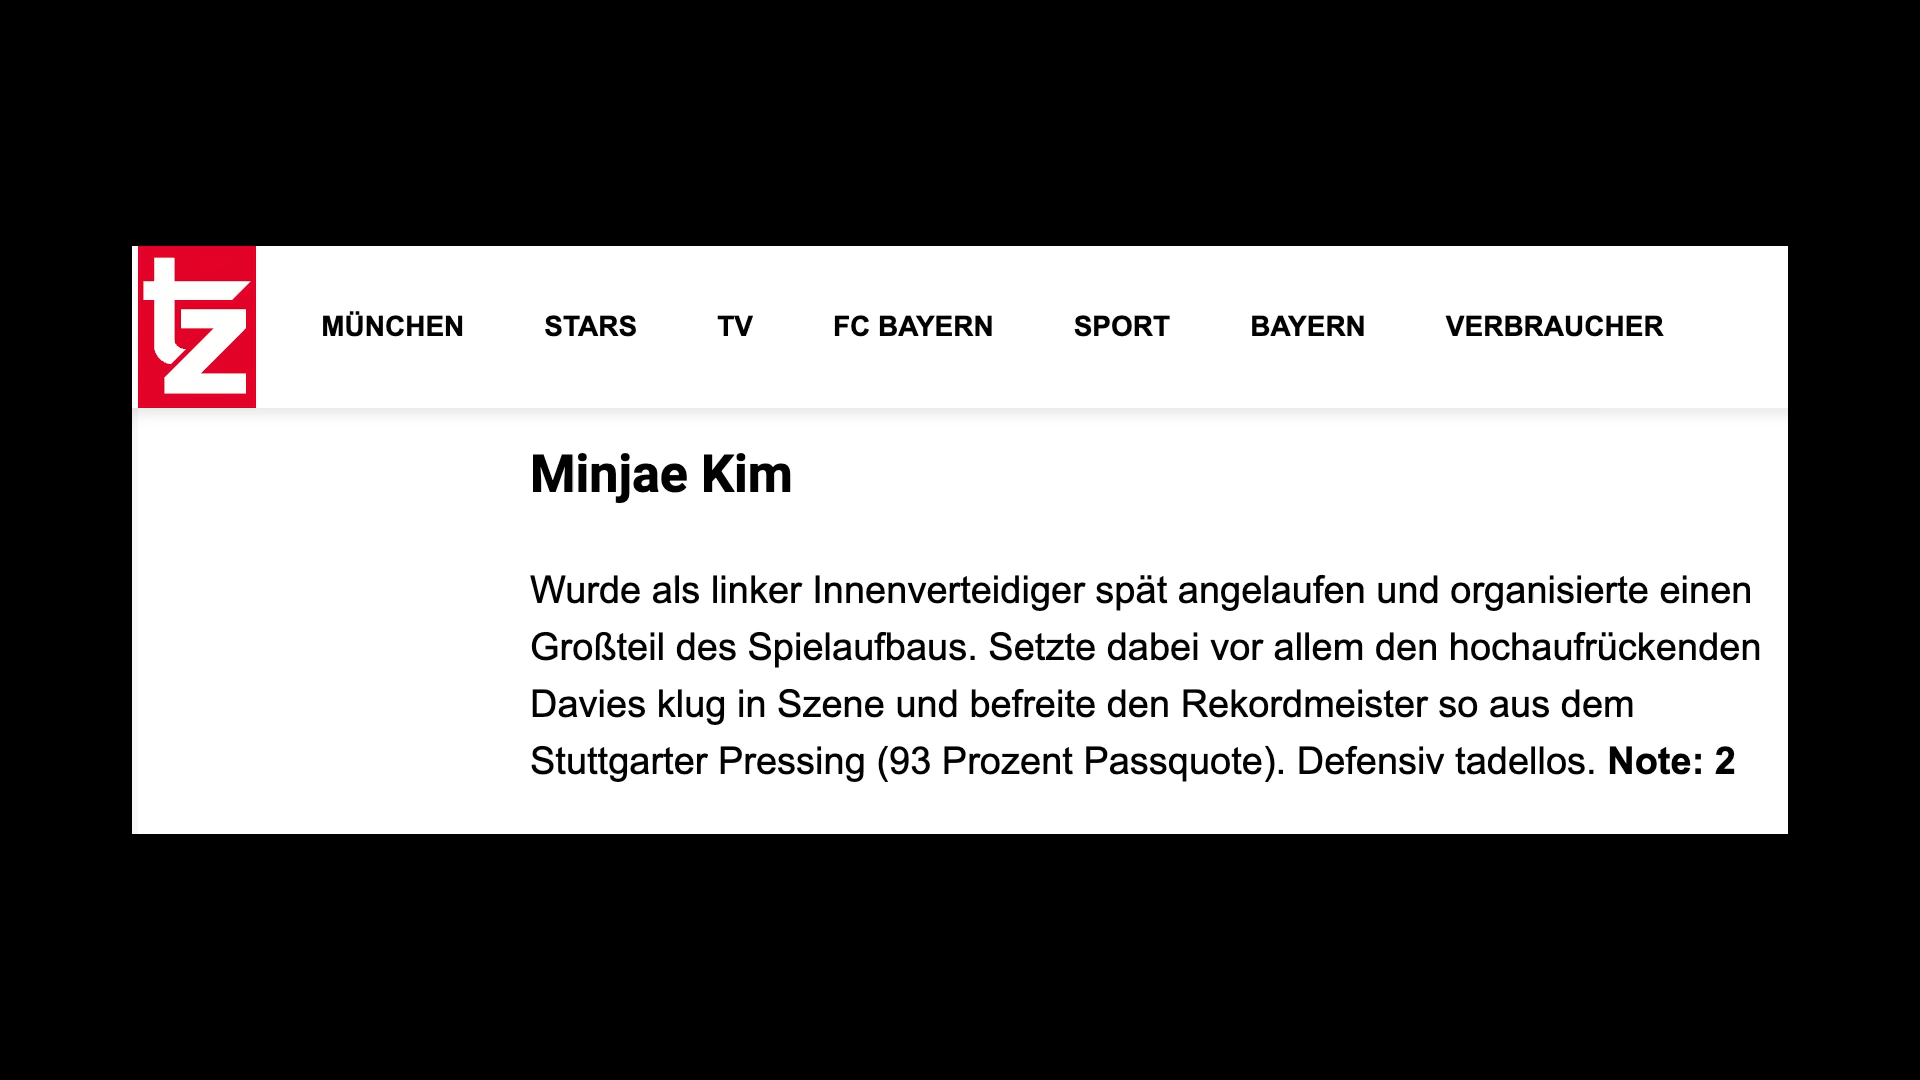 tz
MÜNCHEN STARS TV FC BAYERN SPORT BAYERN VERBRAUCHER
Minjae Kim
Wurde als linker Innenverteidiger spät angelaufen und organisierte einen
Großteil des Spielaufbaus. Setzte dabei vor allem den hochaufrückenden
Davies klug in Szene und befreite den Rekordmeister so aus dem
Stuttgarter Pressing (93 Prozent Passquote). Defensiv tadellos. Note: 2